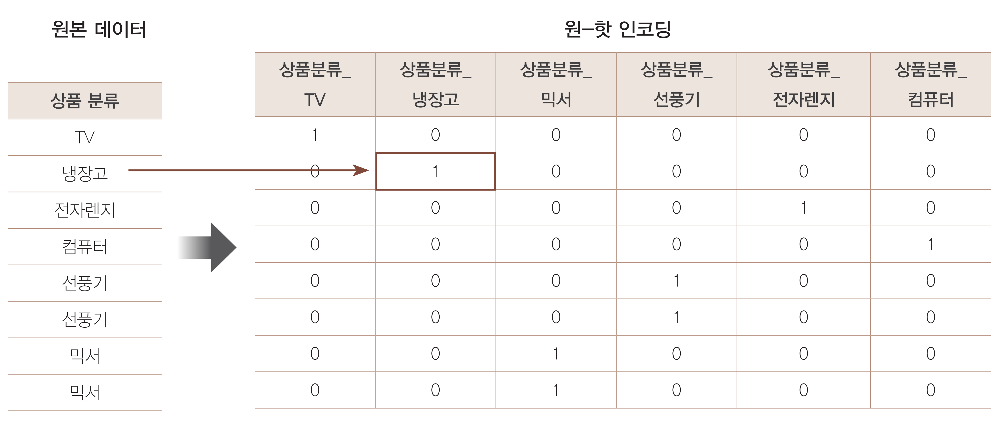 원본 데이터
상품 분류
TV
냉장고
전자렌지
컴퓨터
선풍기
선풍기
믹서
믹서
원-핫 인코딩
상품분류_ 상품분류_ 상품분류_ 상품분류_ 상품분류_ 상품분류_
TV 냉장고 믹서 선풍기 전자렌지 컴퓨터
1 0 0 0 0 0
0 1 0 0 0 0
0 0 0 0 1 0
0 0 0 0 0 1
0 0 0 1 0 0
0 0 0 1 0 0
0 0 1 0 0 0
0 0 1 0 0 0